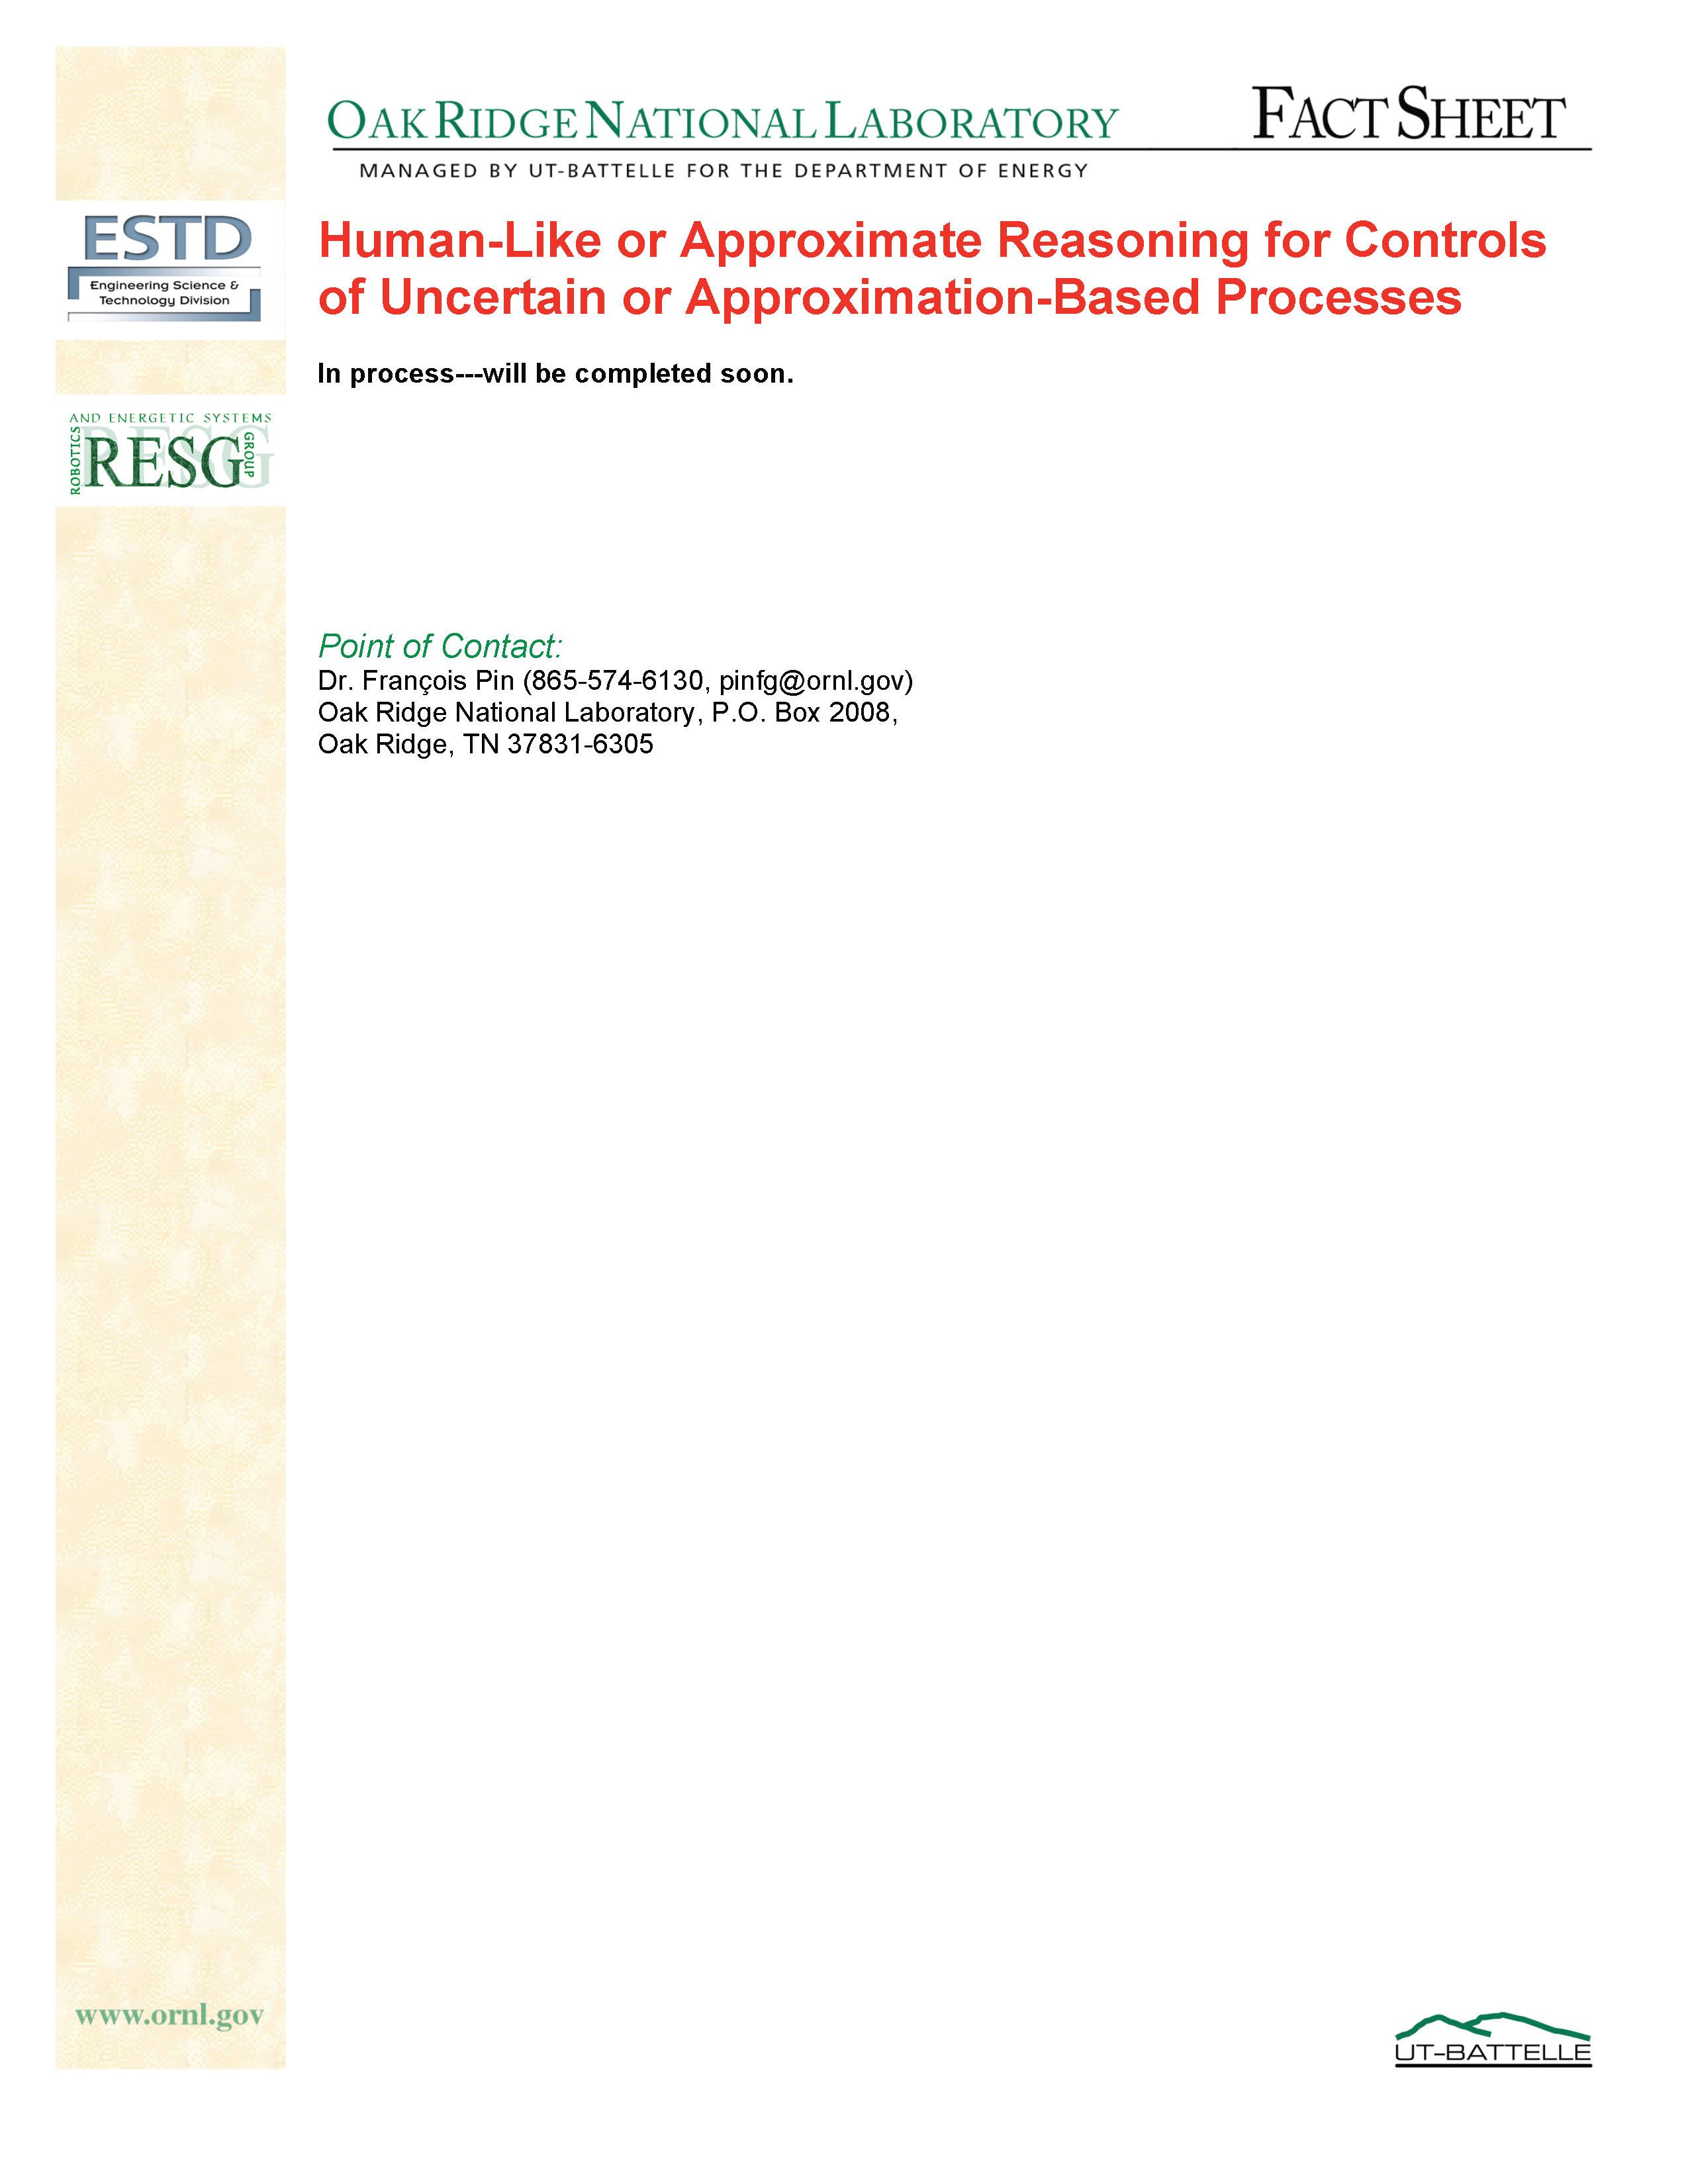 OAK RIDGE NATIONAL LABORATORY
FACT SHEET
MANAGED BY UT-BATTELLE FOR THE DEPARTMENT OF ENERGY
ESTD
Engineering Science &
Technology Division
Human-Like or Approximate Reasoning for Controls
of Uncertain or Approximation-Based Processes
In process---will be completed soon.
AND ENERGETIC SYSTEMS
ROBOTICS
RESG
GROUP
Point of Contact:
Dr. François Pin (865-574-6130, pinfg@ornl.gov)
Oak Ridge National Laboratory, P.O. Box 2008,
Oak Ridge, TN 37831-6305
www.ornl.gov
UT-BATTELLE